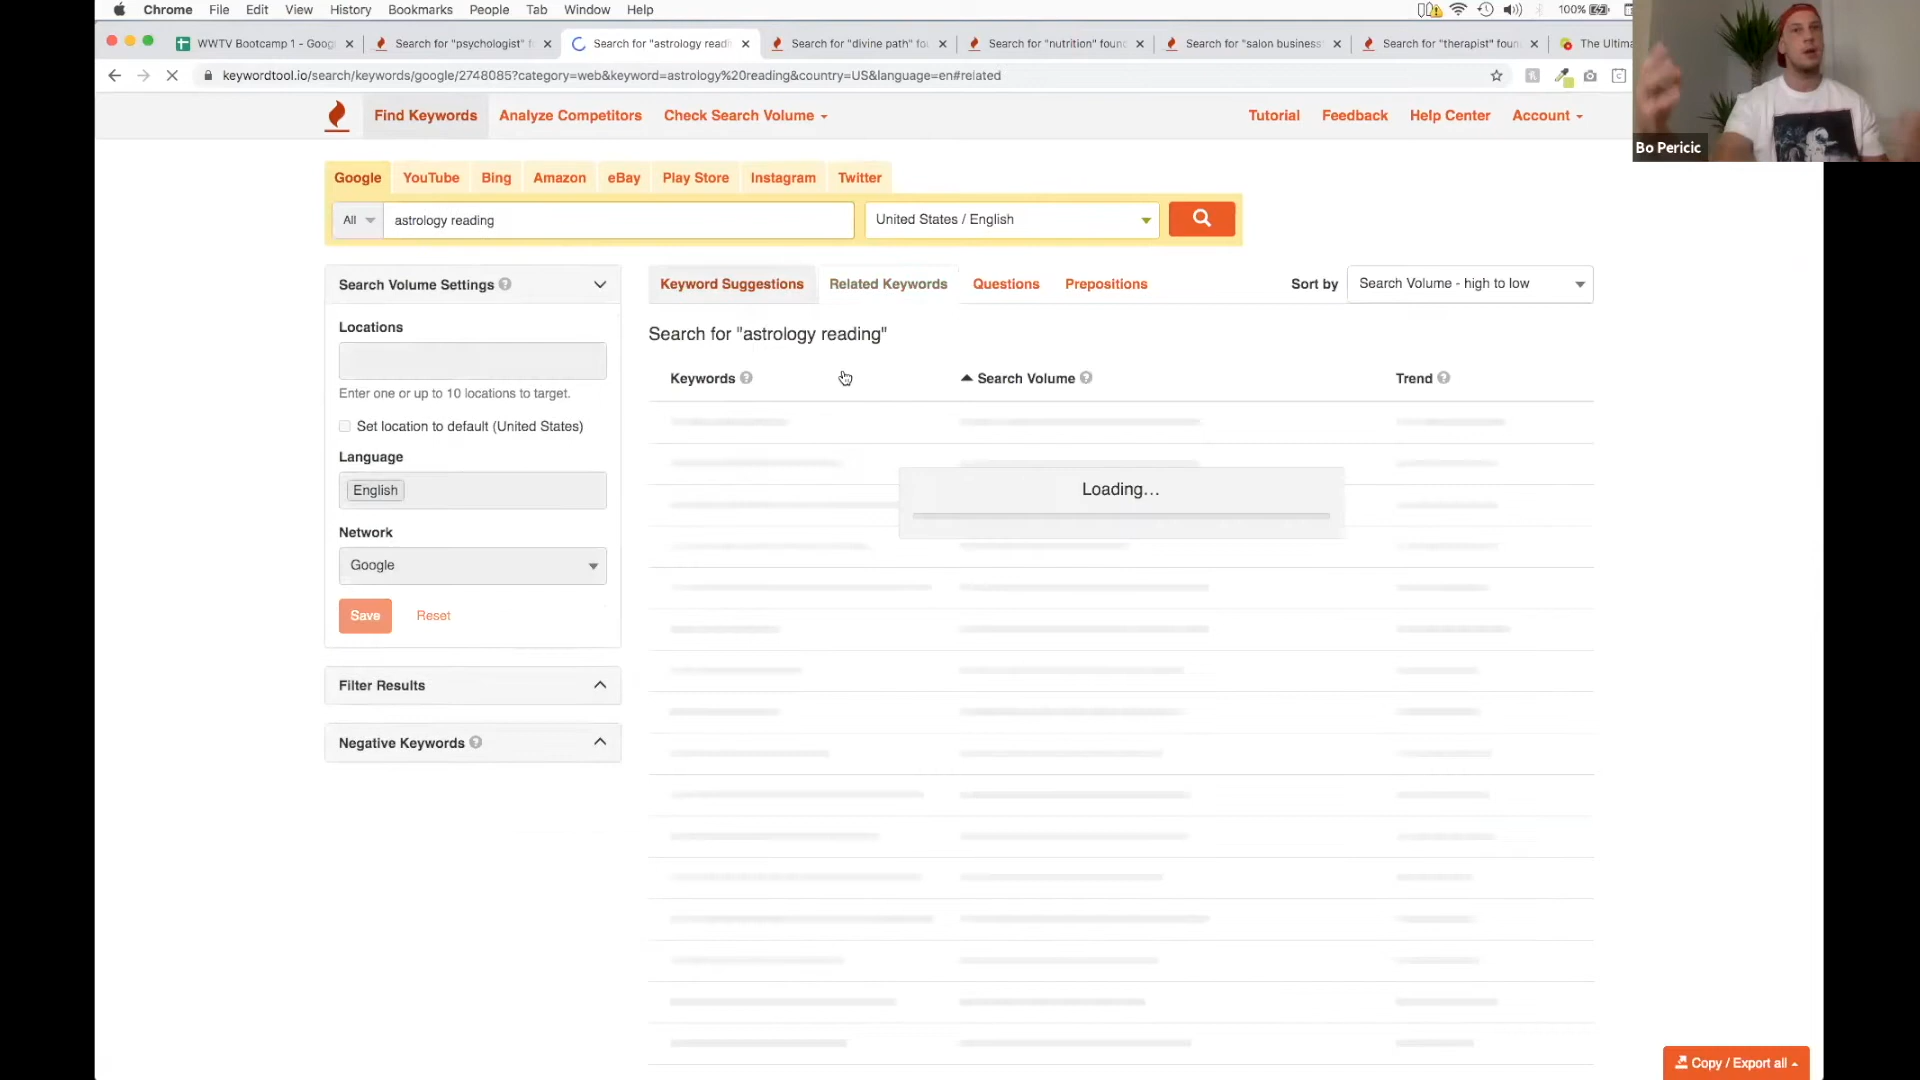 Chrome File Edit View History Bookmarks People Tab Window Help 100%
WWTV Bootcamp 1 - Goog
Search for "psychologist" f
Search for "astrology readi
Search for "divine path" fou
Search for "nutrition" found
Search for "salon business"
Search for "therapist" foun
The Ultima
keywordtool.io/search/keywords/google/2748085?category=web&keyword=astrology%20reading&country=US&language=en#related
Bo Pericic
Find Keywords Analyze Competitors Check Search Volume Tutorial Feedback Help Center Account
Google YouTube Bing Amazon eBay Play Store Instagram Twitter
All astrology reading United States / English
Search Volume Settings ?
Locations
Enter one or up to 10 locations to target.
Set location to default (United States)
Language
English
Network
Google
Save Reset
Filter Results
Negative Keywords ?
Keyword Suggestions Related Keywords Questions Prepositions Sort by Search Volume - high to low
Search for "astrology reading"
Keywords ? Search Volume ? Trend ?
Loading...
Copy / Export all